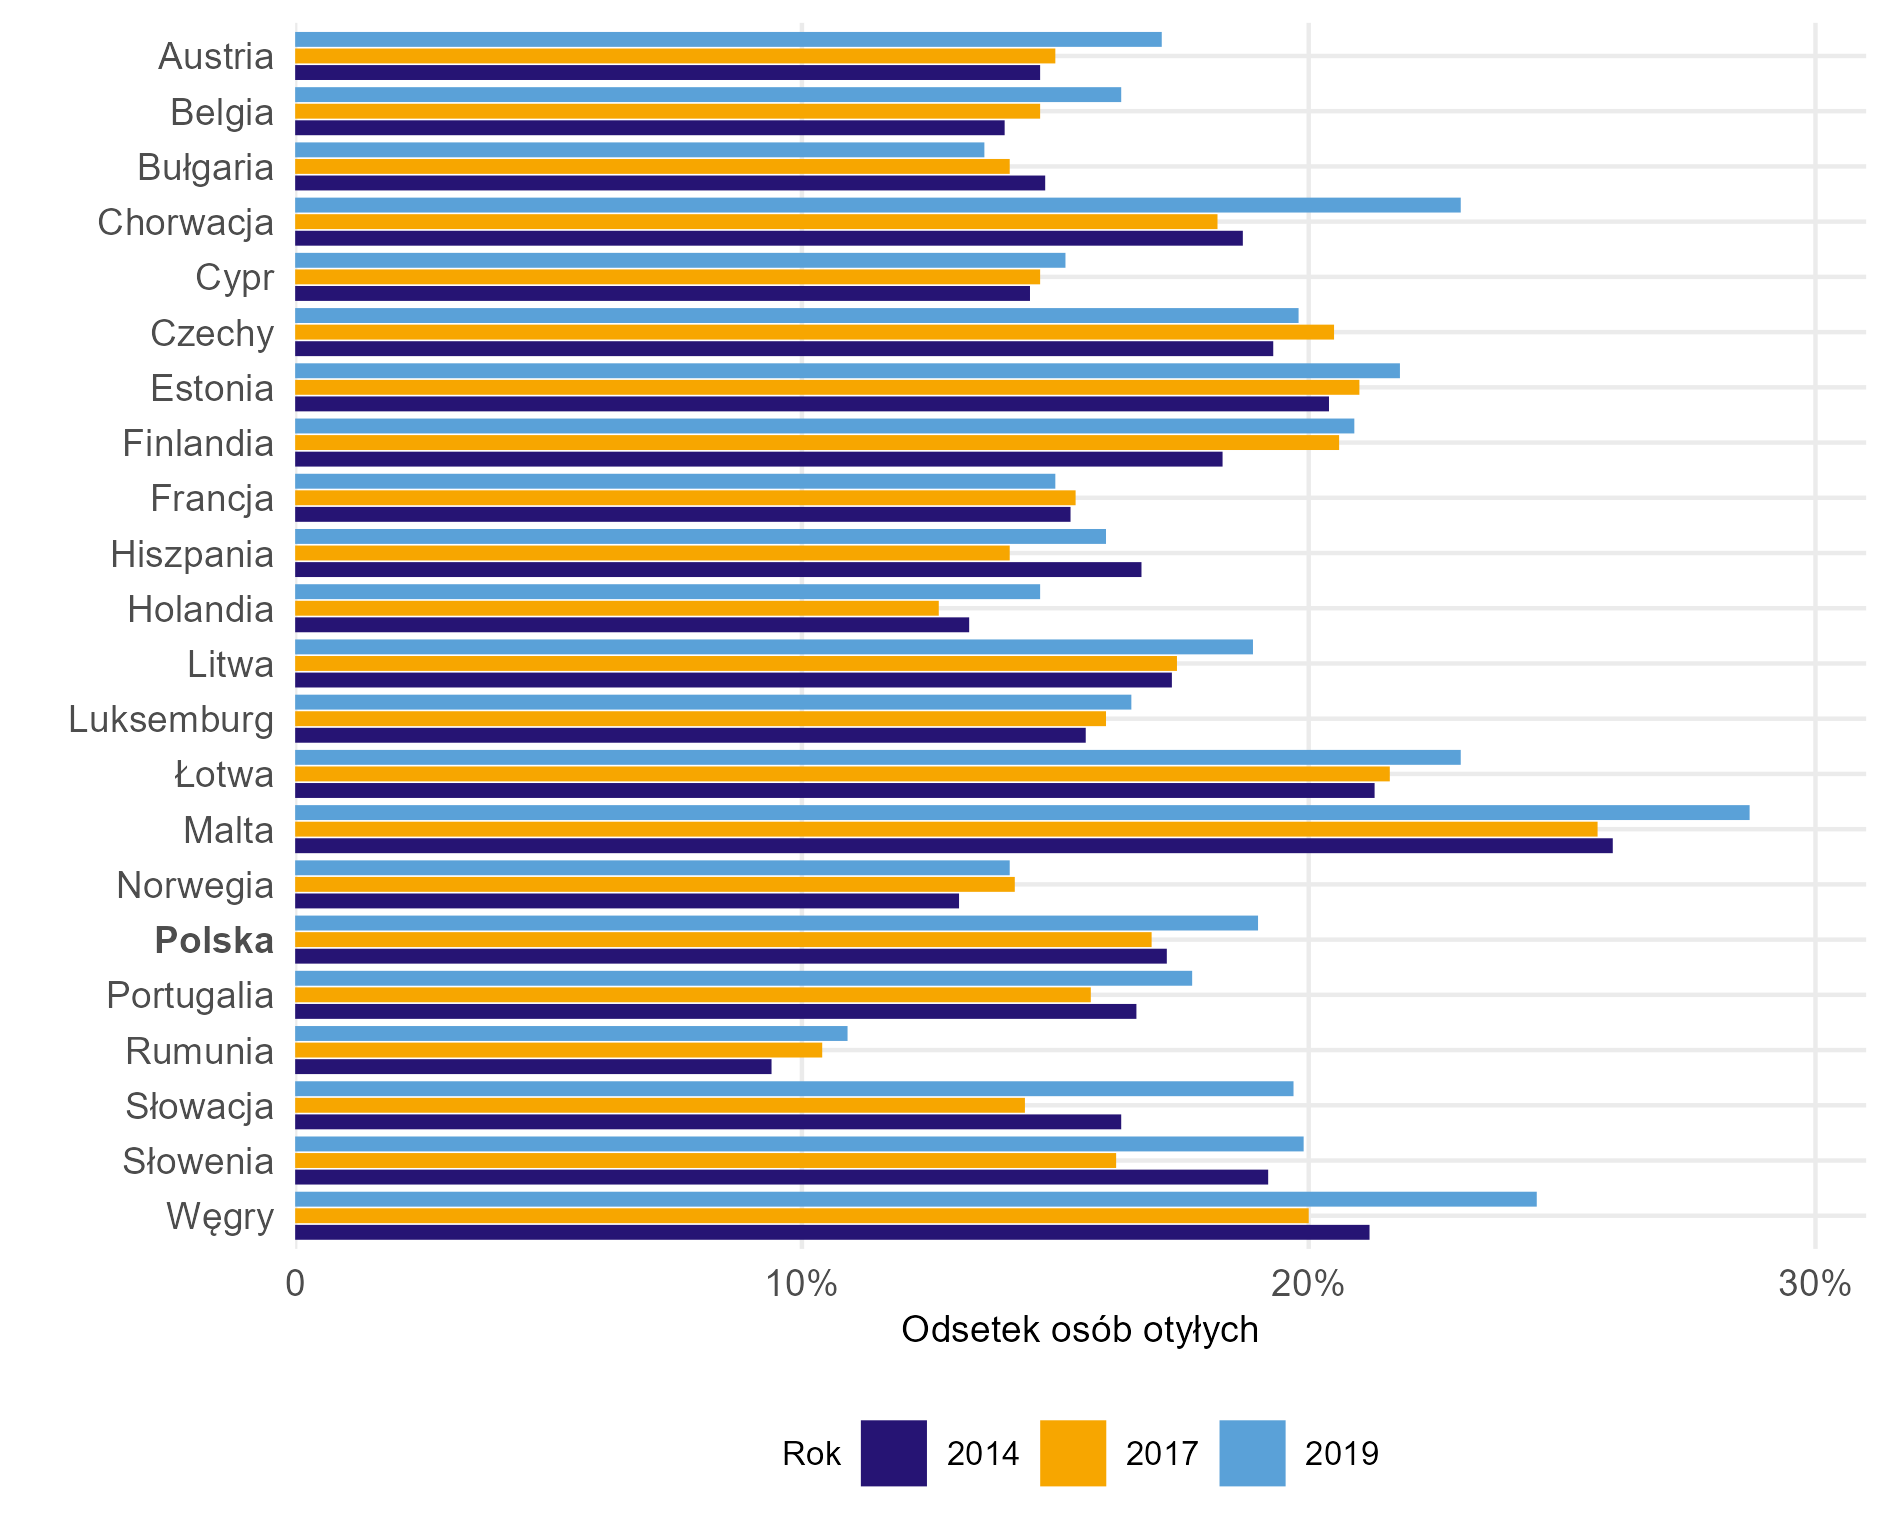 Austria
Belgia
Bułgaria
Chorwacja
Cypr
Czechy
Estonia
Finlandia
Francja
Hiszpania
Holandia
Litwa
Luksemburg
Łotwa
Malta
Norwegia
Polska
Portugalia
Rumunia
Słowacja
Słowenia
Węgry
0 10% 20% 30%
Odsetek osób otyłych
Rok 2014 2017 2019